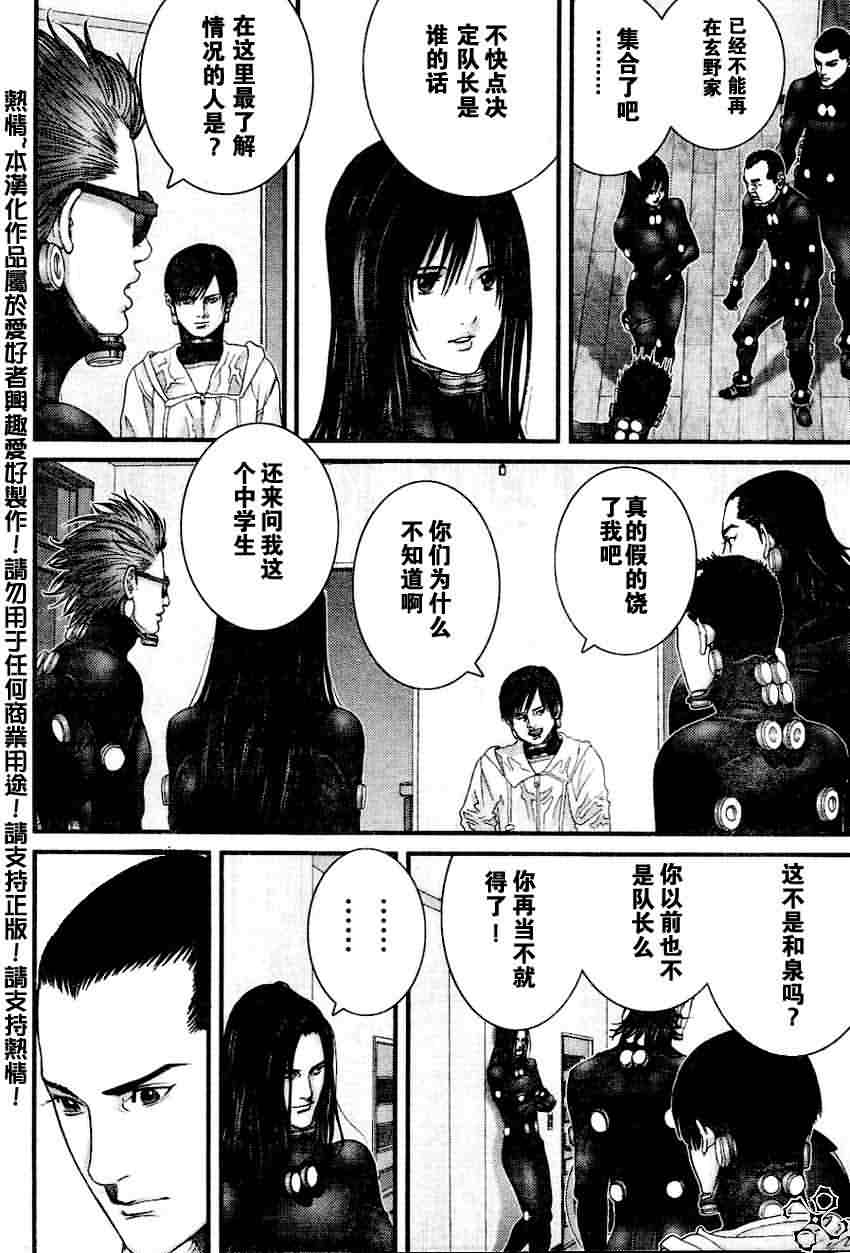 已经不能再
在玄野家
集合了吧
………
不快点决
定队长是
谁的话
在这里最了解
情况的人是？
真的假的饶
了我吧
你们为什么
不知道啊
还来问我这
个中学生
这不是和泉吗？
你以前也不
是队长么
你再当不就
得了！
……
熱情，本漢化作品屬於愛好者興趣愛好製作！請勿用于任何商業用途！請支持正版！請支持熱情！